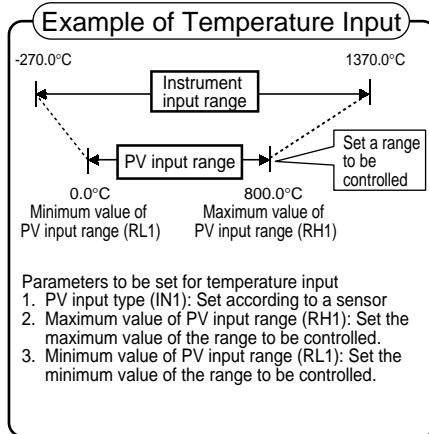 Example of Temperature Input
-270.0°C 1370.0°C
Instrument
input range
PV input range
Set a range
to be
controlled
0.0°C 800.0°C
Minimum value of Maximum value of
PV input range (RL1) PV input range (RH1)
Parameters to be set for temperature input
1. PV input type (IN1): Set according to a sensor
2. Maximum value of PV input range (RH1): Set the
maximum value of the range to be controlled.
3. Minimum value of PV input range (RL1): Set the
minimum value of the range to be controlled.